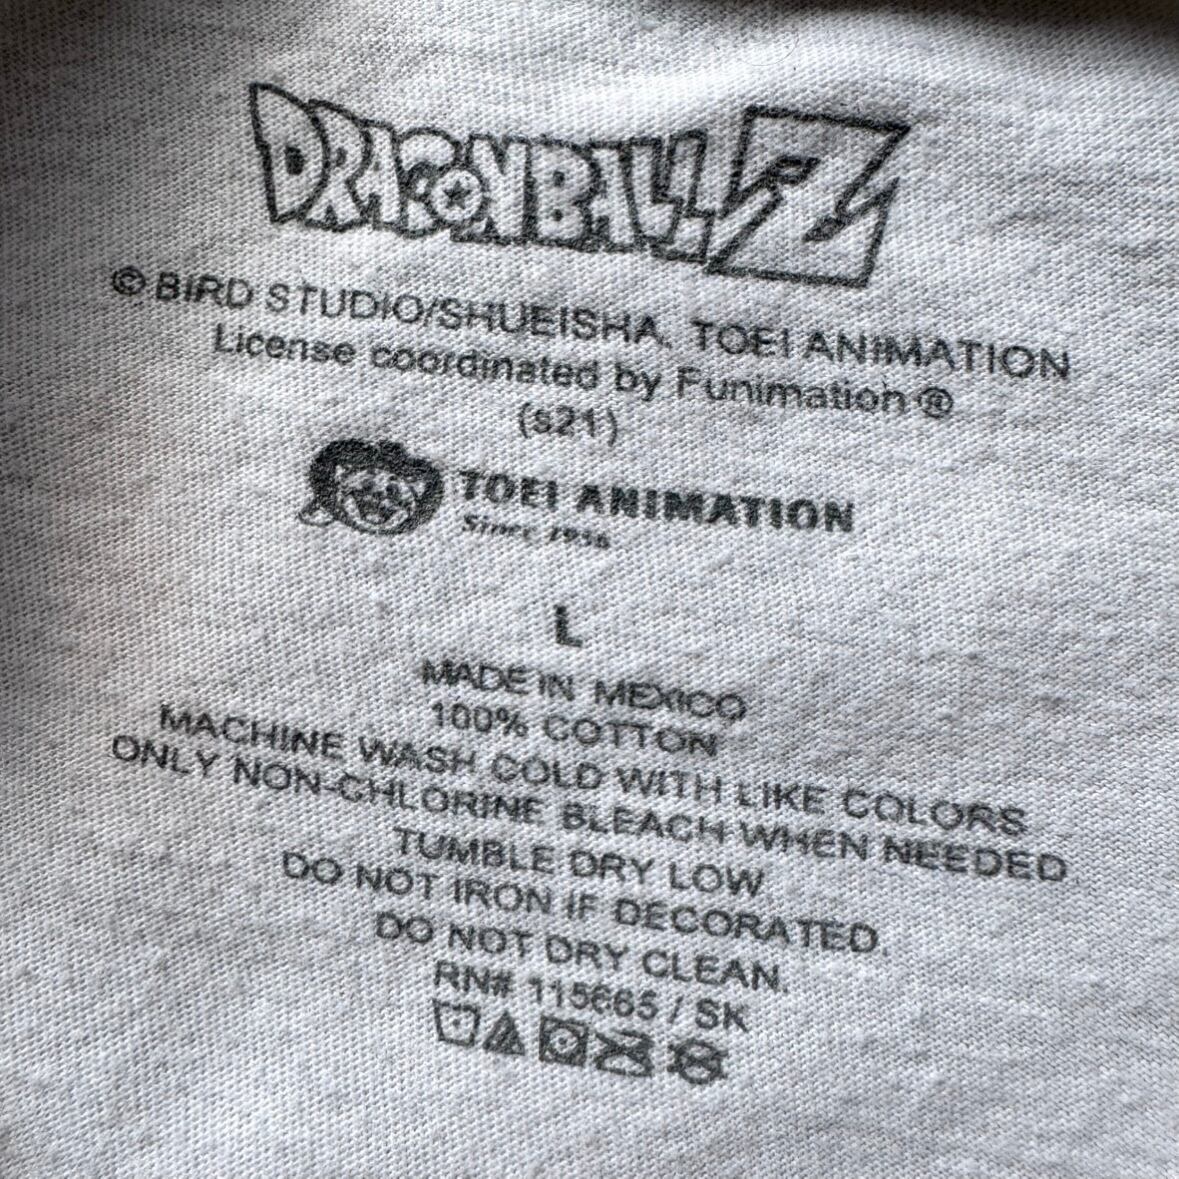 DRAGONBALL Z
© BIRD STUDIO/SHUEISHA, TOEI ANIMATION
License coordinated by Funimation ®
(s21)
TOEI ANIMATION
Since 1956
L
MADE IN MEXICO
100% COTTON
MACHINE WASH COLD WITH LIKE COLORS
ONLY NON-CHLORINE BLEACH WHEN NEEDED
TUMBLE DRY LOW.
DO NOT IRON IF DECORATED.
DO NOT DRY CLEAN.
RN# 115665 / SK